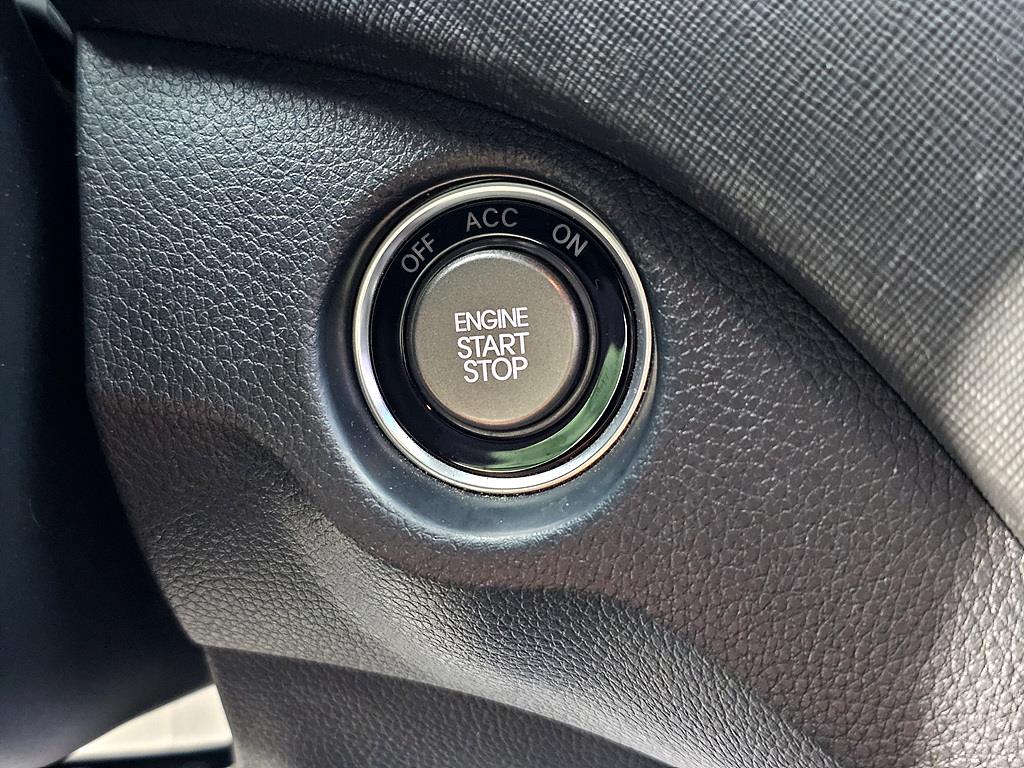 OFF ACC ON
ENGINE
START
STOP